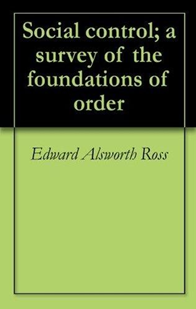 Social control; a
survey of the
foundations of
order
Edward Alsworth Ross